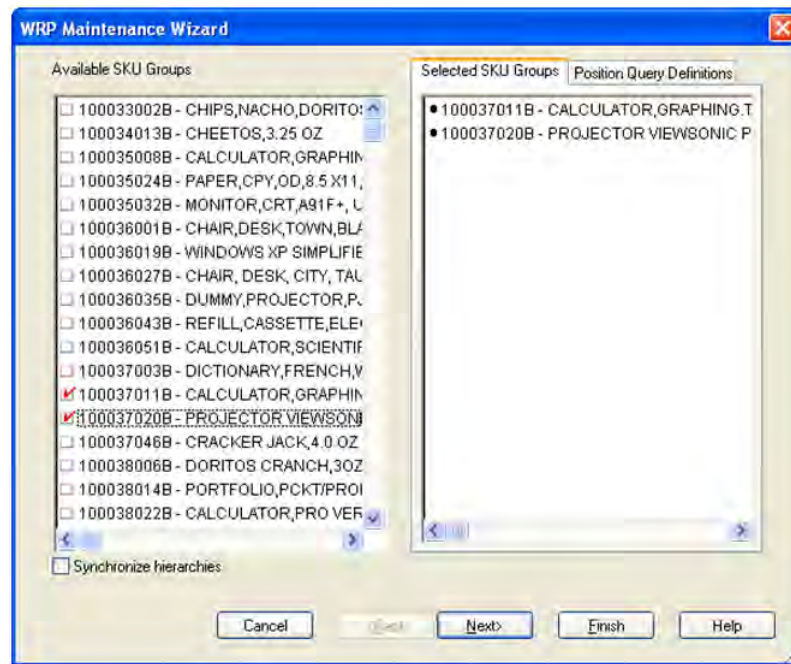 WRP Maintenance Wizard
Available SKU Groups
100033002B - CHIPS,NACHO,DORITO
100034013B - CHEETOS,3.25 OZ
100035008B - CALCULATOR,GRAPHIN
100035024B - PAPER,CPY,OD,8.5 X11,
100035032B - MONITOR,CRT,A91F+, U
100036001B - CHAIR,DESK,TOWN,BLA
100036019B - WINDOWS XP SIMPLIFIE
100036027B - CHAIR, DESK, CITY, TAU
100036035B - DUMMY,PROJECTOR,PJ
100036043B - REFILL,CASSETTE,ELE
100036051B - CALCULATOR,SCIENTIF
100037003B - DICTIONARY,FRENCH,W
100037011B - CALCULATOR,GRAPHIN
100037020B - PROJECTOR VIEWSON
100037046B - CRACKER JACK,4.0 OZ
100038006B - DORITOS CRANCH,3OZ
100038014B - PORTFOLIO,PCKT/PRO
100038022B - CALCULATOR,PRO VER
Synchronize hierarchies
Selected SKU Groups
Position Query Definitions
100037011B - CALCULATOR,GRAPHING.T
100037020B - PROJECTOR VIEWSONIC P
Cancel
<Back
Next>
Finish
Help